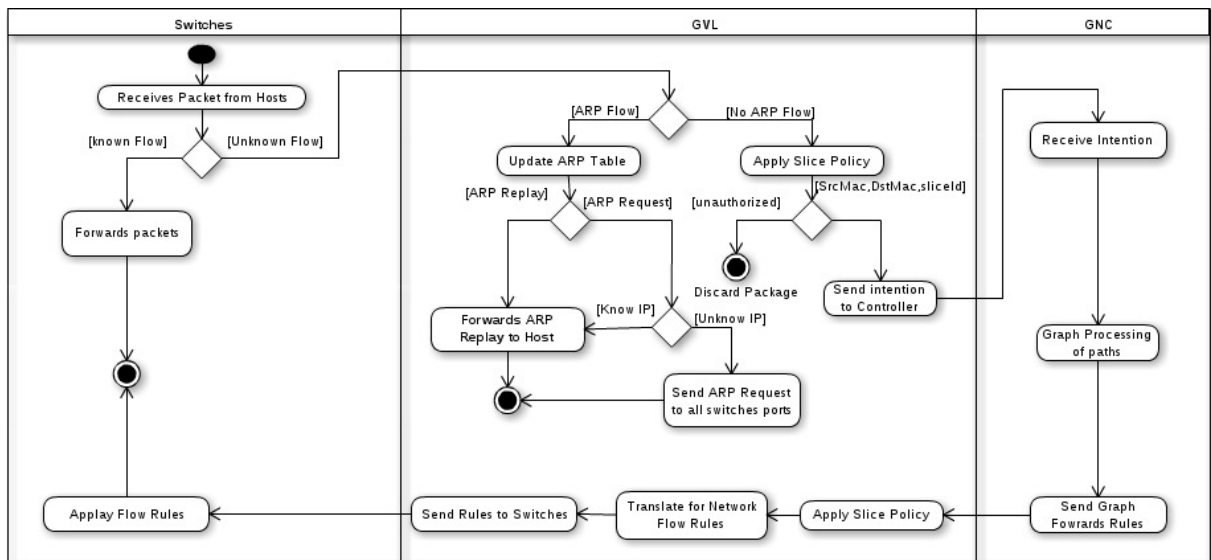 Switches
GVL
GNC
Receives Packet from Hosts
[known Flow]
[Unknown Flow]
Forwards packets
Applay Flow Rules
[ARP Flow]
[No ARP Flow]
Update ARP Table
Apply Slice Policy
[ARP Replay]
[ARP Request]
[SrcMac,DstMac,sliceId]
[unauthorized]
Discard Package
Send intention
to Controller
[Know IP]
[Unknow IP]
Forwards ARP
Replay to Host
Send ARP Request
to all switches ports
Receive Intention
Graph Processing
of paths
Send Graph
Fowrards Rules
Apply Slice Policy
Translate for Network
Flow Rules
Send Rules to Switches